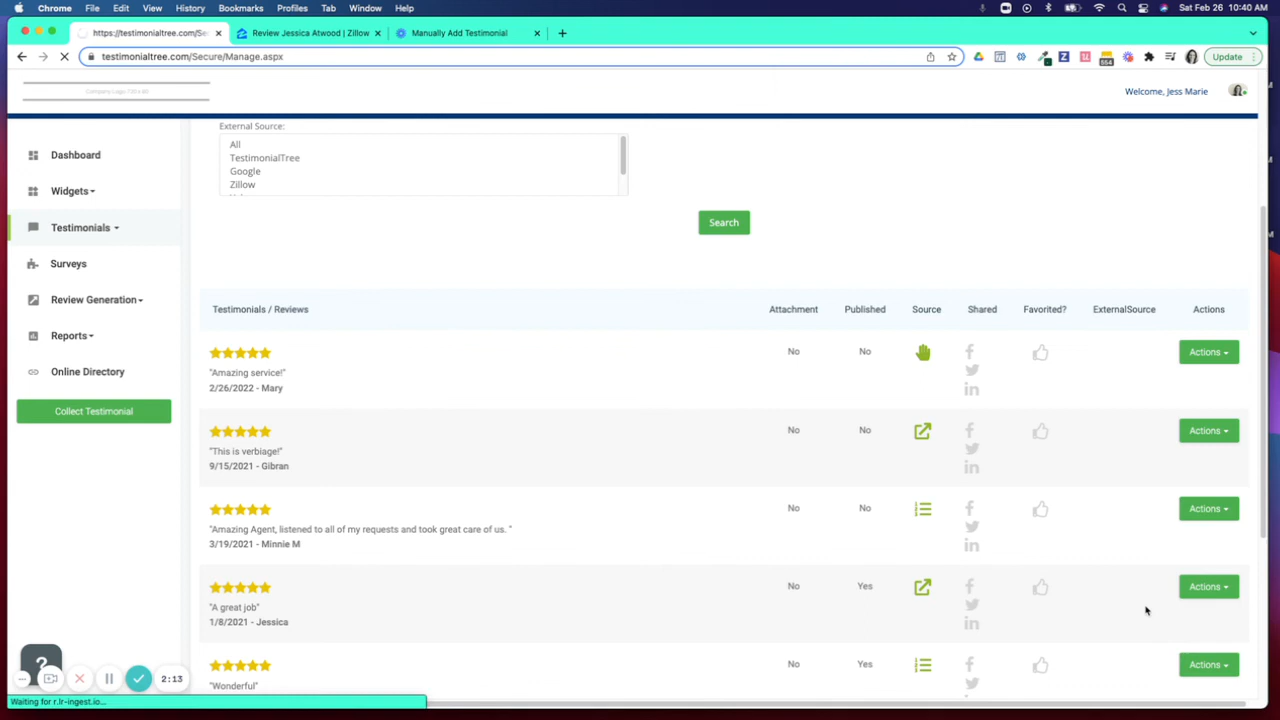 Chrome File Edit View History Bookmarks Profiles Tab Window Help Sat Feb 26 10:40 AM
https://testimonialtree.com/Sec Review Jessica Atwood | Zillow Manually Add Testimonial
testimonialtree.com/Secure/Manage.aspx Update
Company Logo
Welcome, Jess Marie
Dashboard
Widgets
Testimonials
Surveys
Review Generation
Reports
Online Directory
Collect Testimonial
External Source:
All
TestimonialTree
Google
Zillow
Search
Testimonials / Reviews Attachment Published Source Shared Favorited? ExternalSource Actions
No No Actions
"Amazing service!"
2/26/2022 - Mary
No No Actions
"This is verbiage!"
9/15/2021 - Gibran
No No Actions
"Amazing Agent, listened to all of my requests and took great care of us. "
3/19/2021 - Minnie M
No Yes Actions
"A great job"
1/8/2021 - Jessica
No Yes Actions
"Wonderful"
?
2:13
Waiting for r.lr-ingest.io...